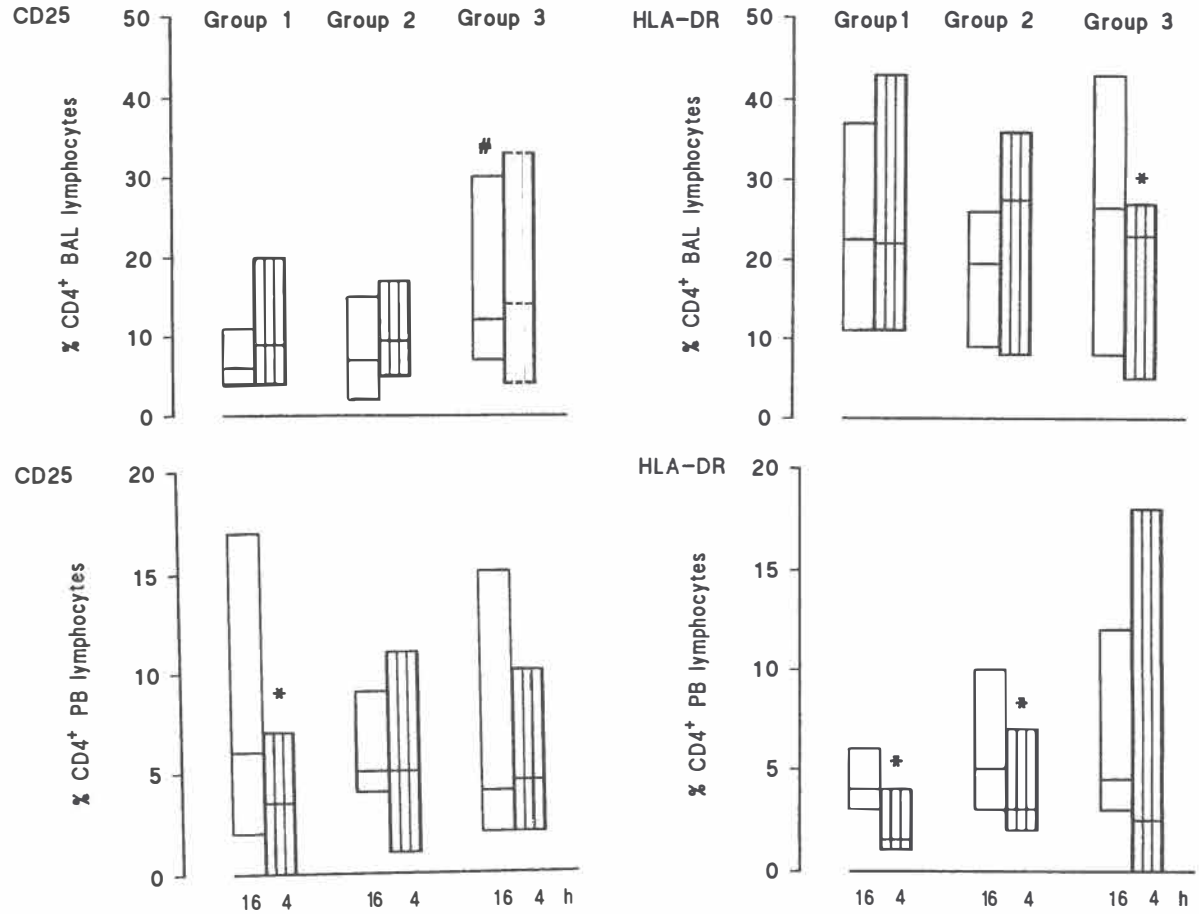 CD25
50
Group 1
Group 2
Group 3
40
30
20
10
0
% CD4+ BAL lymphocytes
#
HLA-DR
50
Group1
Group 2
Group 3
40
30
20
10
0
% CD4+ BAL lymphocytes
*
CD25
20
15
10
5
0
% CD4+ PB lymphocytes
*
16 4 16 4 16 4 h
HLA-DR
20
15
10
5
0
% CD4+ PB lymphocytes
*
*
16 4 16 4 16 4 h